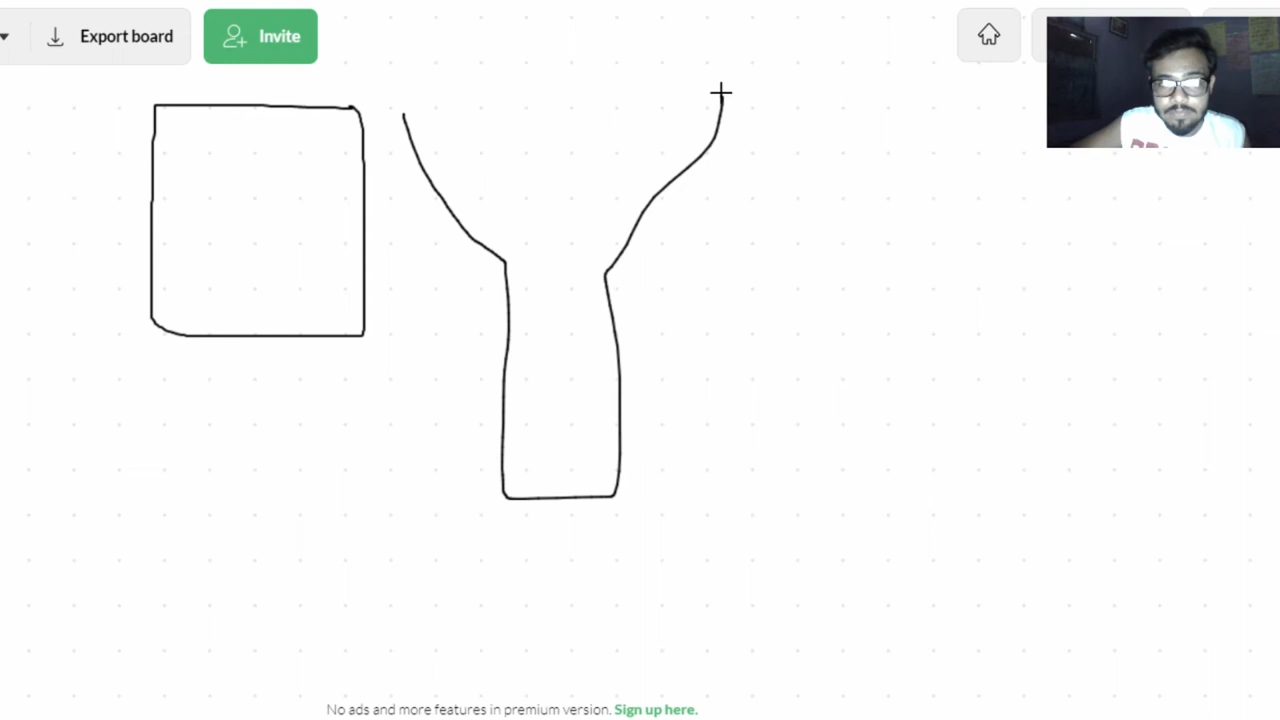 Export board
Invite
No ads and more features in premium version. Sign up here.